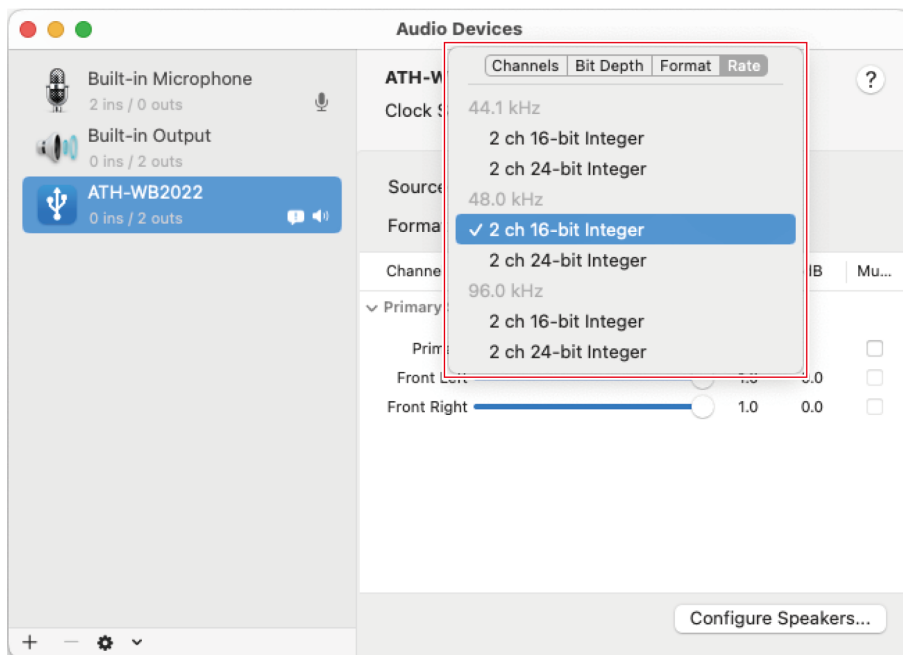 Audio Devices
Built-in Microphone
2 ins / 0 outs
Built-in Output
0 ins / 2 outs
ATH-WB2022
0 ins / 2 outs
ATH-W
?
Clock S
Channels Bit Depth Format Rate
44.1 kHz
2 ch 16-bit Integer
2 ch 24-bit Integer
48.0 kHz
✓ 2 ch 16-bit Integer
2 ch 24-bit Integer
96.0 kHz
2 ch 16-bit Integer
2 ch 24-bit Integer
Source
Forma
Channe
Mu...
Primary
Prim
Front Left 1.0 0.0
Front Right 1.0 0.0
Configure Speakers...